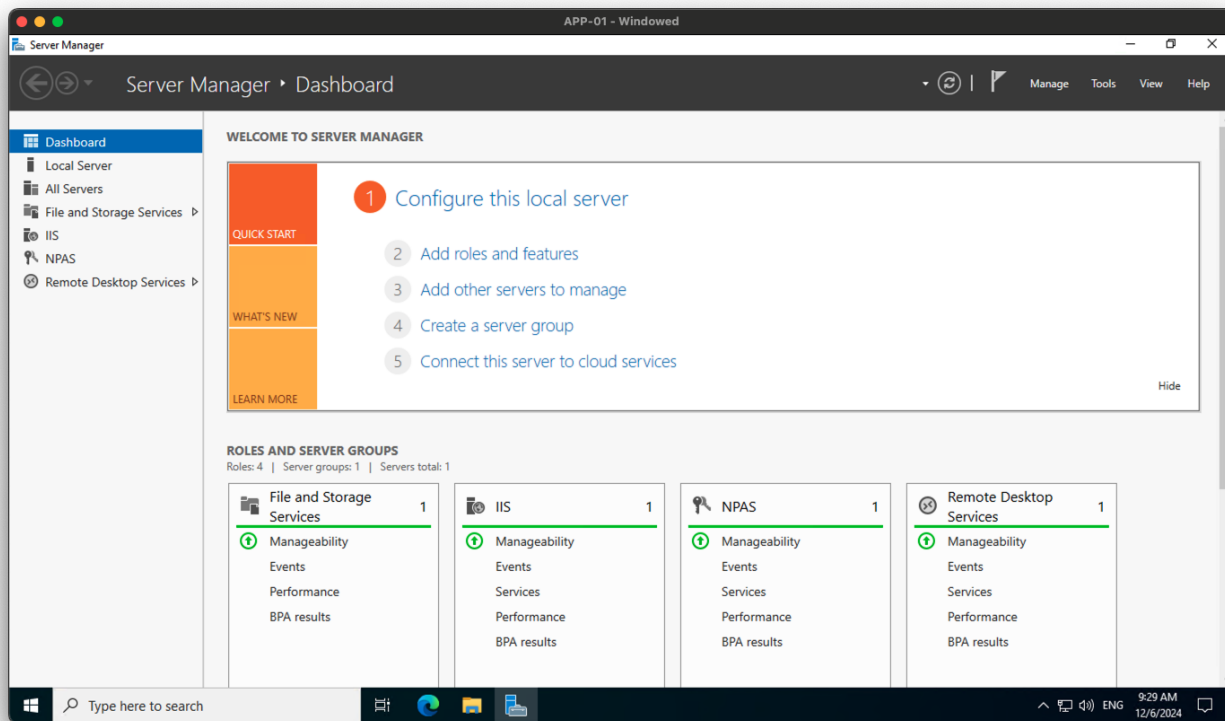 APP-01 - Windowed
Server Manager
Server Manager • Dashboard
Manage Tools View Help
Dashboard
Local Server
All Servers
File and Storage Services
IIS
NPAS
Remote Desktop Services
WELCOME TO SERVER MANAGER
QUICK START
WHAT'S NEW
LEARN MORE
1 Configure this local server
2 Add roles and features
3 Add other servers to manage
4 Create a server group
5 Connect this server to cloud services
Hide
ROLES AND SERVER GROUPS
Roles: 4 | Server groups: 1 | Servers total: 1
File and Storage
Services
1
Manageability
Events
Performance
BPA results
IIS 1
Manageability
Events
Services
Performance
BPA results
NPAS 1
Manageability
Events
Services
Performance
BPA results
Remote Desktop
Services
1
Manageability
Events
Services
Performance
BPA results
Type here to search
ENG
9:29 AM
12/6/2024